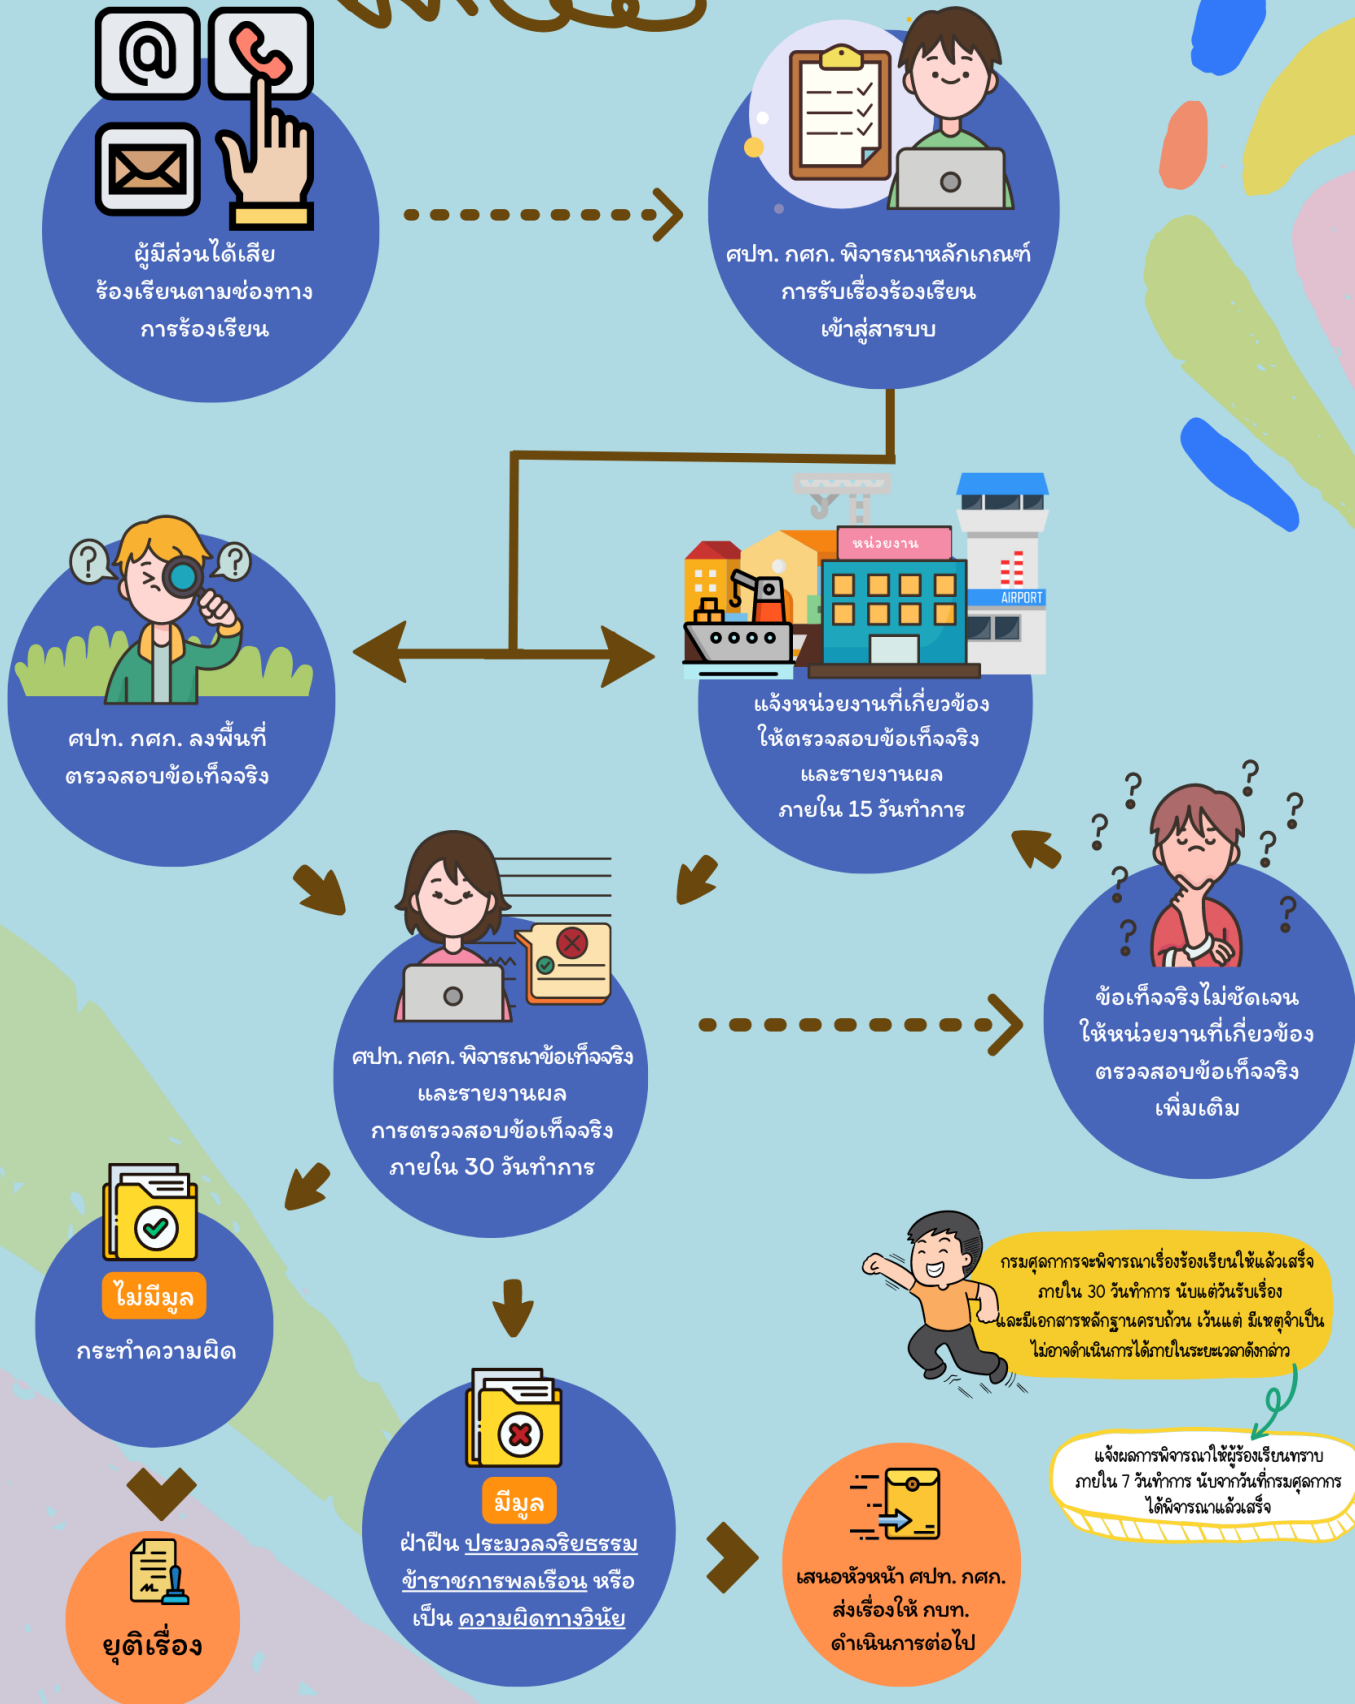 ผู้มีส่วนได้เสีย
ร้องเรียนตามช่องทาง
การร้องเรียน
ศปท. กศก. พิจารณาหลักเกณฑ์
การรับเรื่องร้องเรียน
เข้าสู่สารบบ
หน่วยงาน
AIRPORT
ศปท. กศก. ลงพื้นที่
ตรวจสอบข้อเท็จจริง
แจ้งหน่วยงานที่เกี่ยวข้อง
ให้ตรวจสอบข้อเท็จจริง
และรายงานผล
ภายใน 15 วันทำการ
ข้อเท็จจริงไม่ชัดเจน
ให้หน่วยงานที่เกี่ยวข้อง
ตรวจสอบข้อเท็จจริง
เพิ่มเติม
ศปท. กศก. พิจารณาข้อเท็จจริง
และรายงานผล
การตรวจสอบข้อเท็จจริง
ภายใน 30 วันทำการ
ไม่มีมูล
กระทำความผิด
ยุติเรื่อง
มีมูล
ฝ่าฝืน ประมวลจริยธรรม
ข้าราชการพลเรือน หรือ
เป็น ความผิดทางวินัย
เสนอหัวหน้า ศปท. กศก.
ส่งเรื่องให้ กบท.
ดำเนินการต่อไป
กรมศุลกากรจะพิจารณาเรื่องร้องเรียนให้แล้วเสร็จ
ภายใน 30 วันทำการ นับแต่วันรับเรื่อง
และมีเอกสารหลักฐานครบถ้วน เว้นแต่ มีเหตุจำเป็น
ไม่อาจดำเนินการได้ภายในระยะเวลาดังกล่าว
แจ้งผลการพิจารณาให้ผู้ร้องเรียนทราบ
ภายใน 7 วันทำการ นับจากวันที่กรมศุลกากร
ได้พิจารณาแล้วเสร็จ